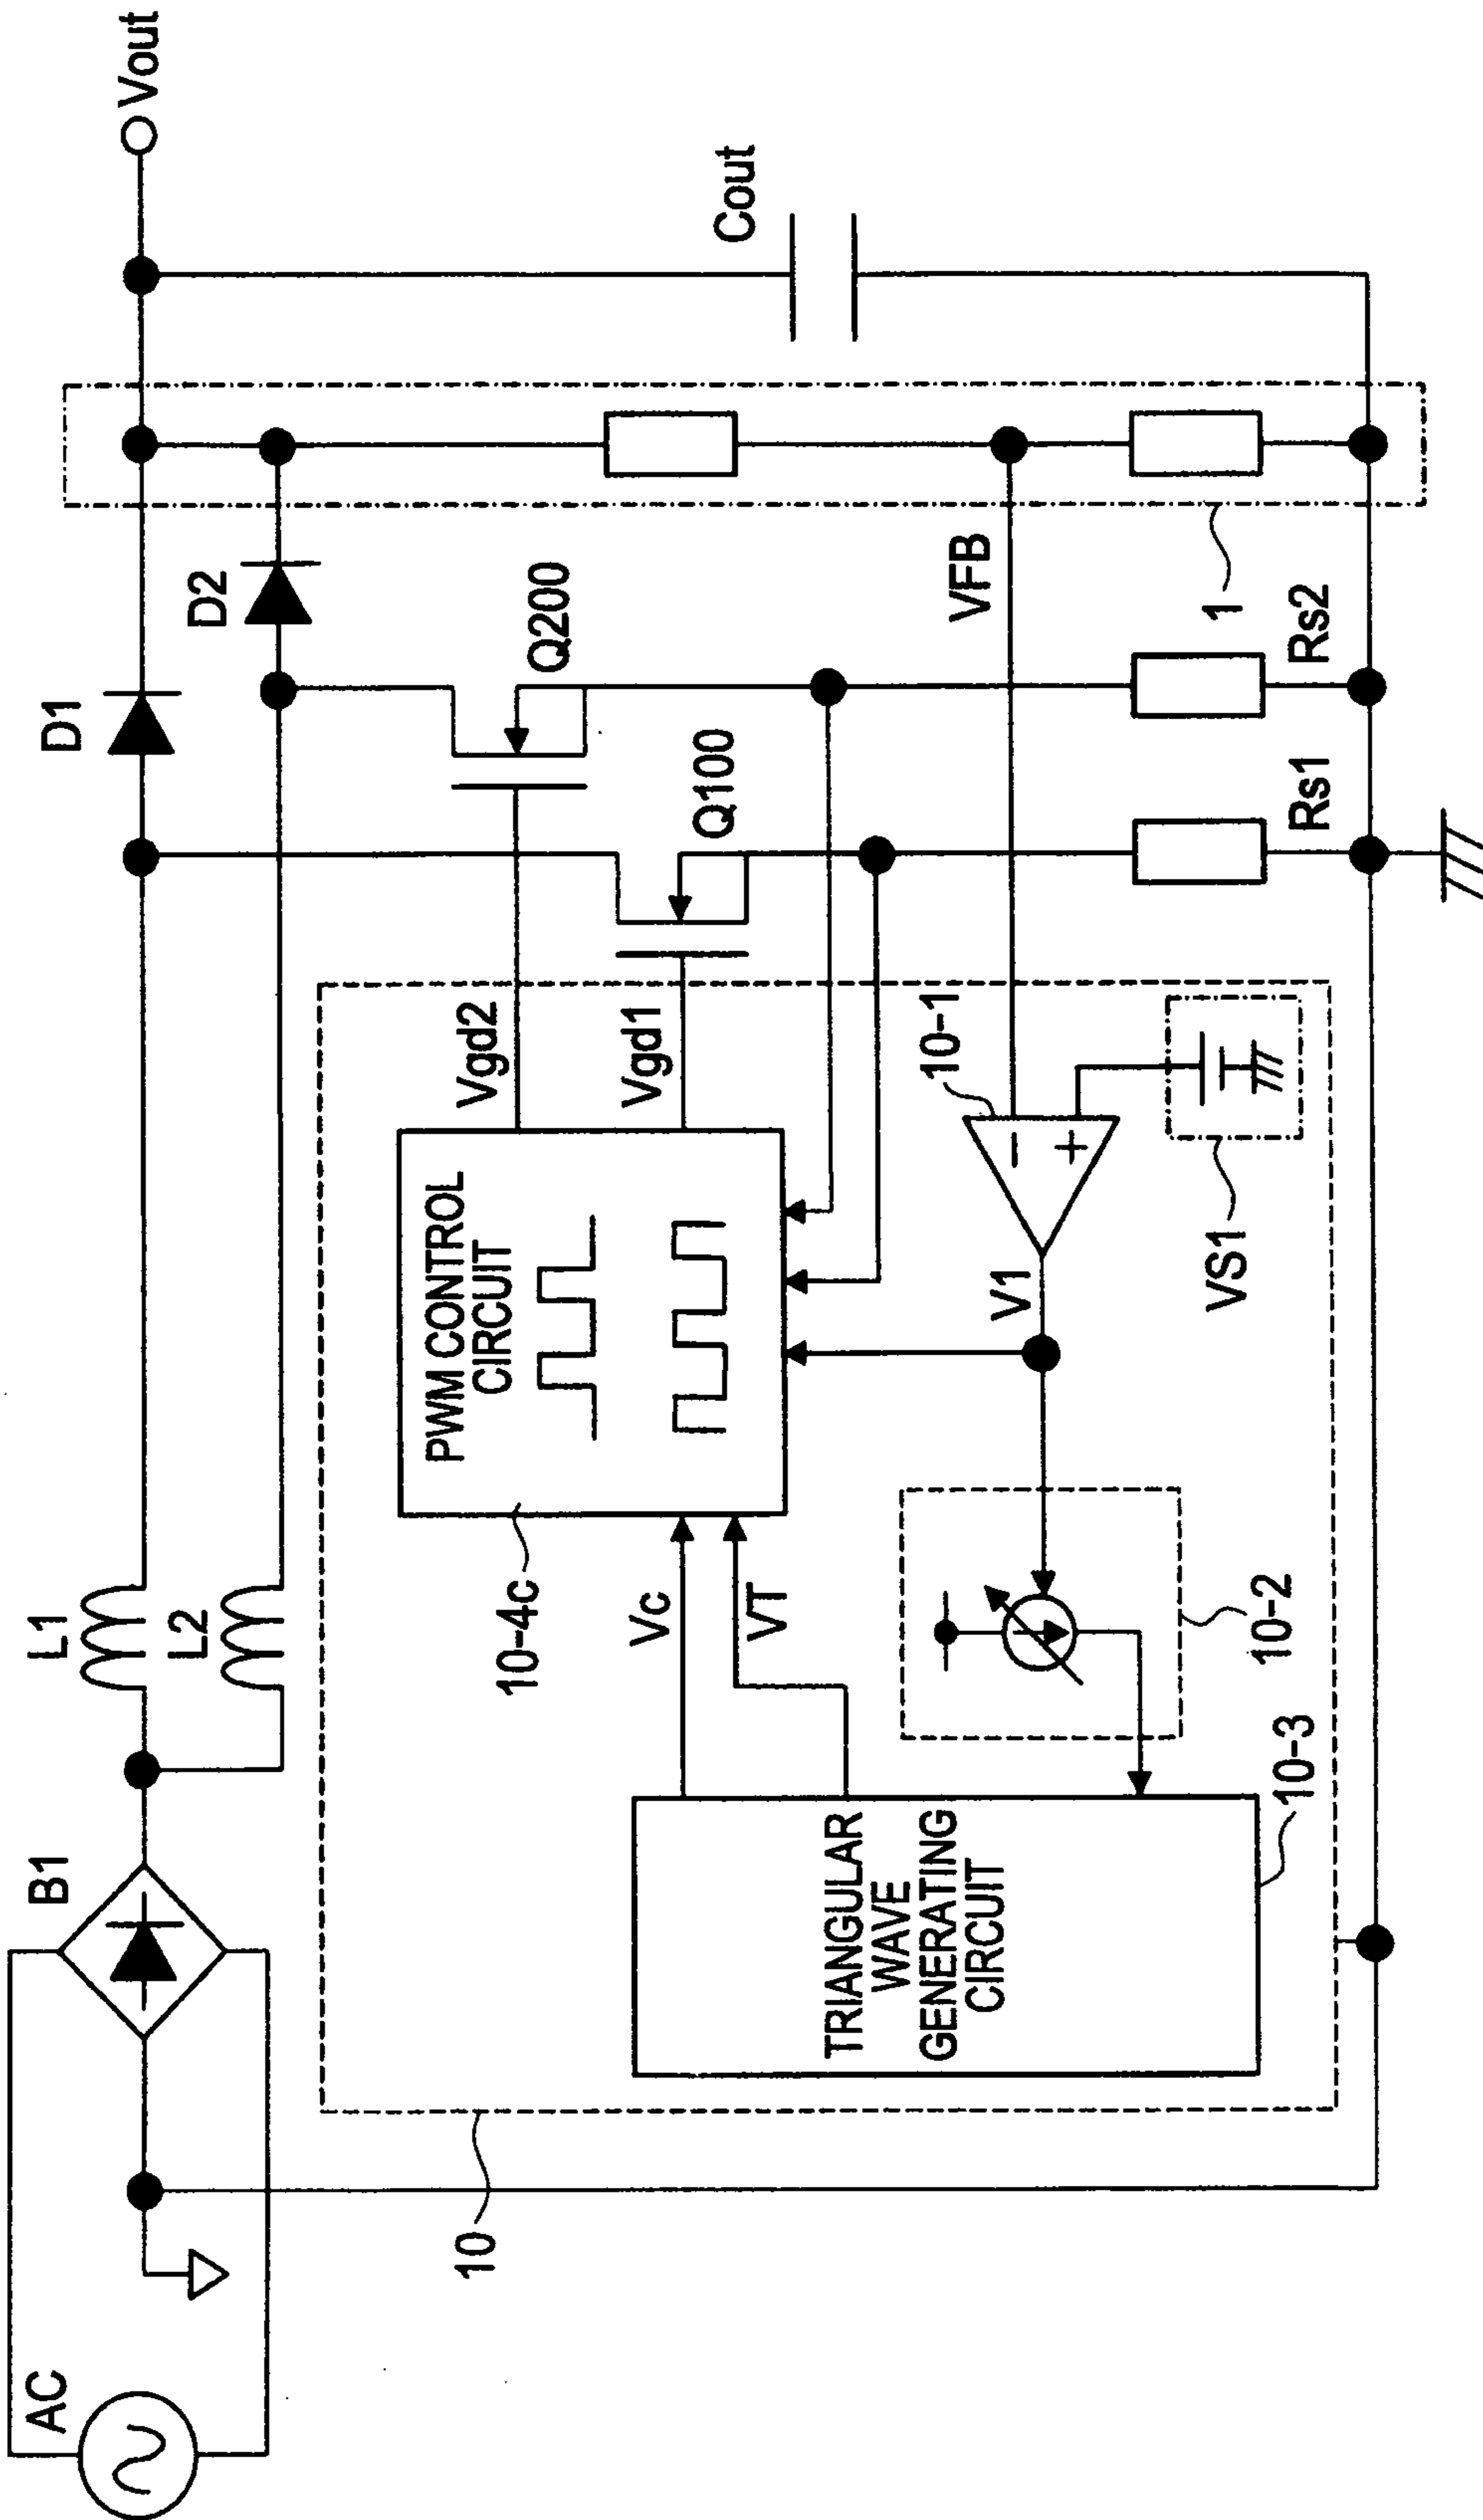 AC
B1
L1
L2
D1
D2
Vout
Cout
Q200
Q100
Vgd2
Vgd1
PWM CONTROL
CIRCUIT
10-4c
Vc
VT
TRIANGULAR
WAVE
GENERATING
CIRCUIT
10-3
10-2
V1
10-1
−
+
VS1
VFB
1
Rs1
Rs2
10